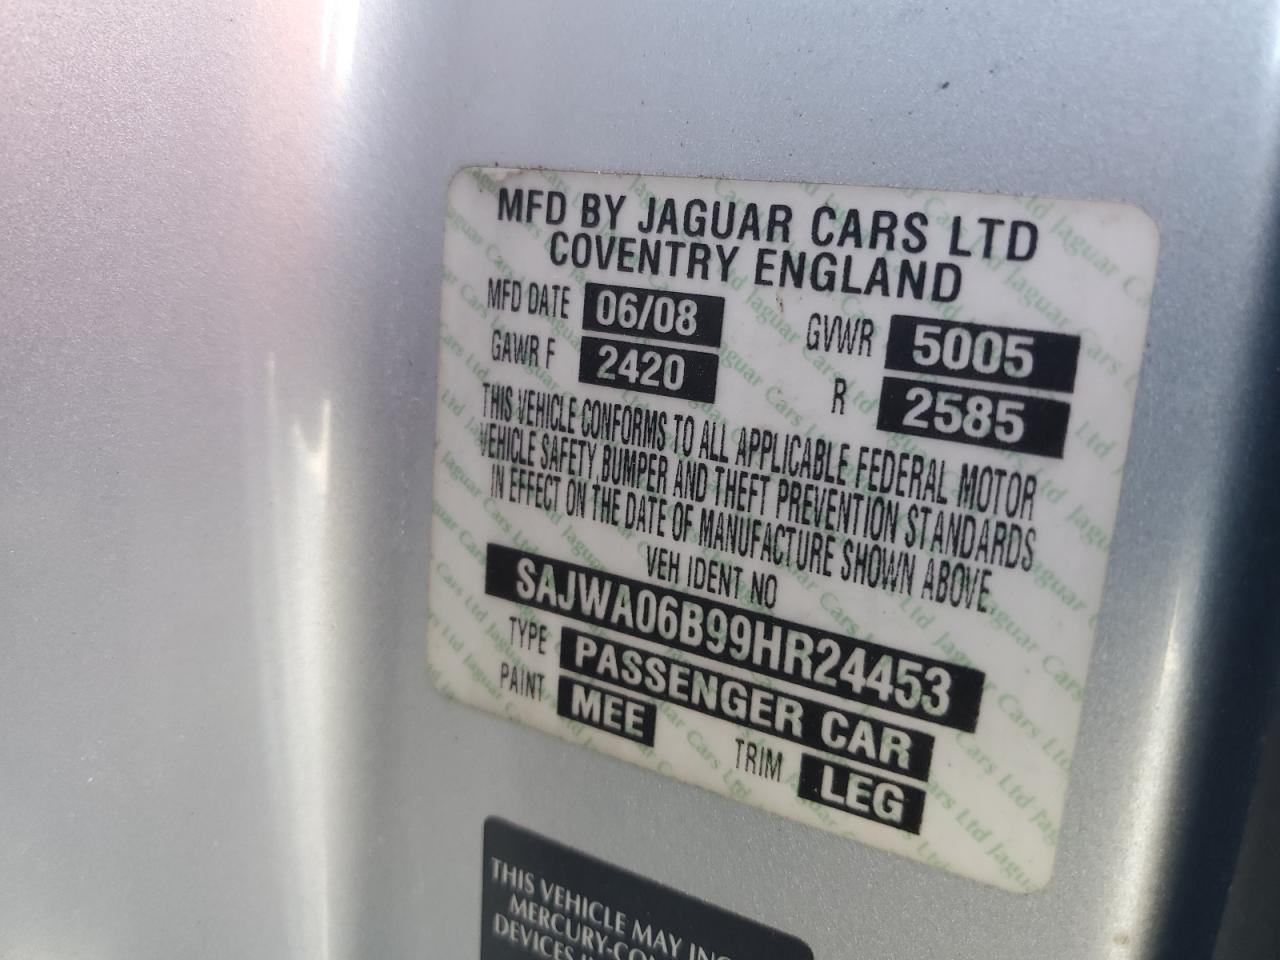 MFD BY JAGUAR CARS LTD
COVENTRY ENGLAND
MFD DATE 06/08 GVWR 5005
GAWR F 2420 R 2585
THIS VEHICLE CONFORMS TO ALL APPLICABLE FEDERAL MOTOR
VEHICLE SAFETY, BUMPER AND THEFT PREVENTION STANDARDS
IN EFFECT ON THE DATE OF MANUFACTURE SHOWN ABOVE.
VEH IDENT NO
SAJWA06B99HR24453
TYPE PASSENGER CAR
PAINT MEE TRIM LEG
THIS VEHICLE MAY
MERCURY-
DEVICES